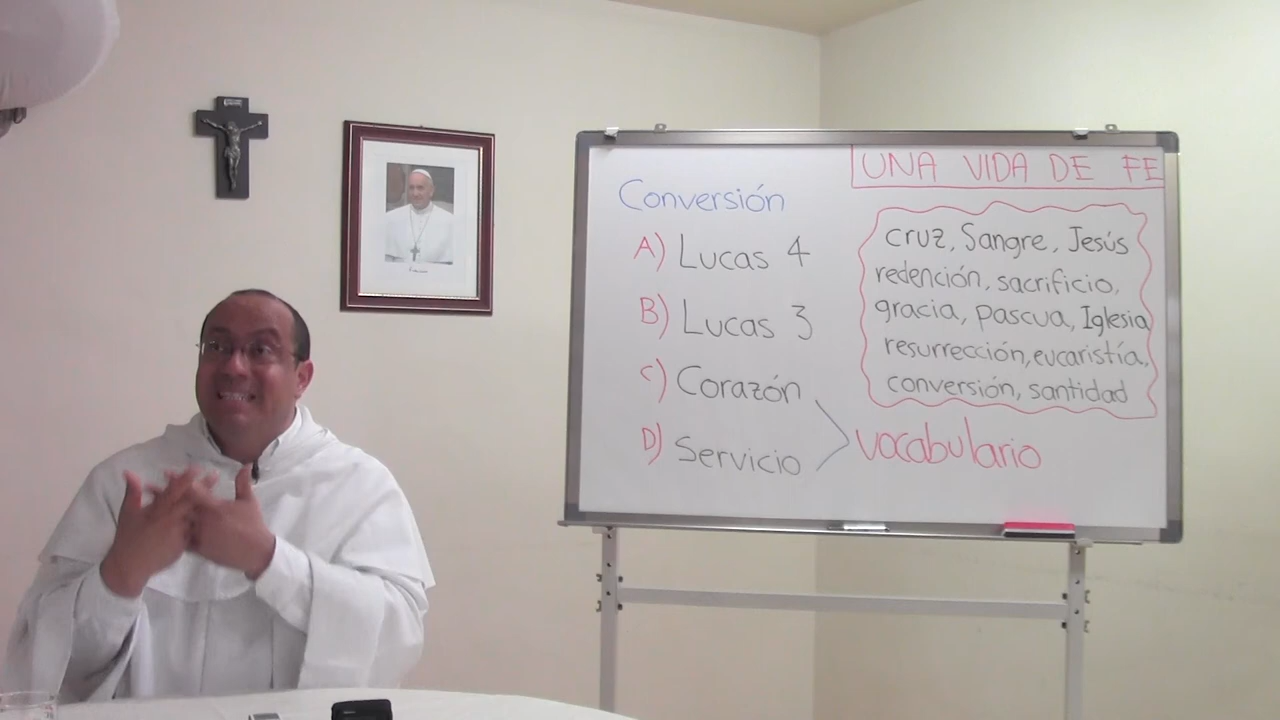 UNA VIDA DE FE
Conversión
A) Lucas 4
B) Lucas 3
C) Corazón
D) Servicio
cruz, Sangre, Jesús
redención, sacrificio,
gracia, pascua, Iglesia
resurrección, eucaristía,
conversión, santidad
vocabulario